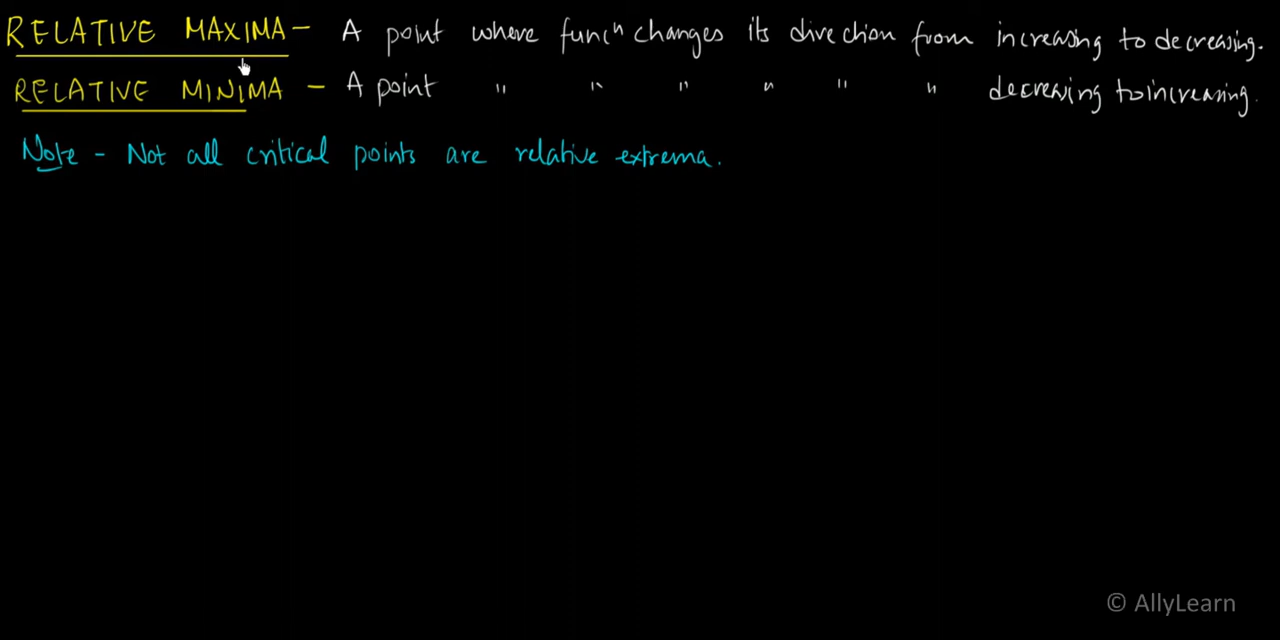 RELATIVE MAXIMA - A point where funcⁿ changes its direction from increasing to decreasing.
RELATIVE MINIMA - A point " " " " " " decreasing to increasing.
Note - Not all critical points are relative extrema.
© AllyLearn